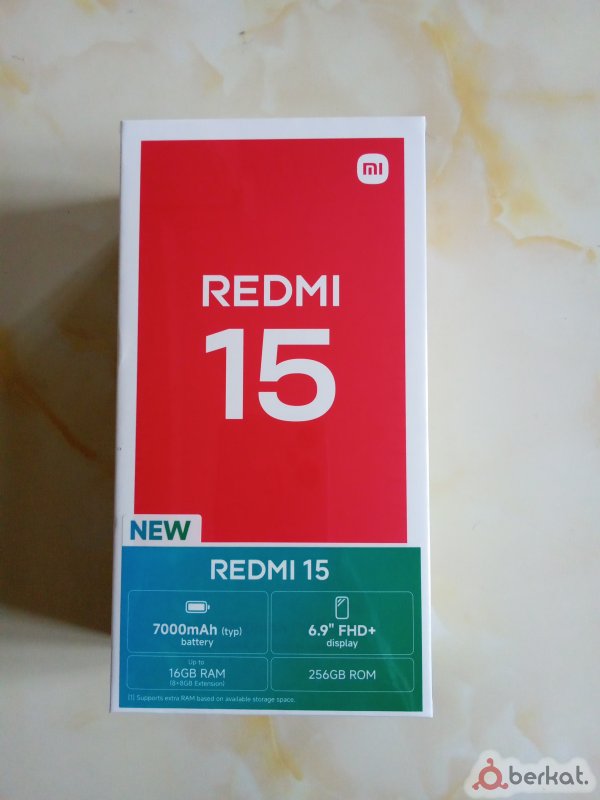 mi
REDMI
15
NEW
REDMI 15
7000mAh (typ)
battery
6.9" FHD+
display
Up to
16GB RAM
(8+8GB Extension)
256GB ROM
[1] Supports extra RAM based on available storage space.
berkat.